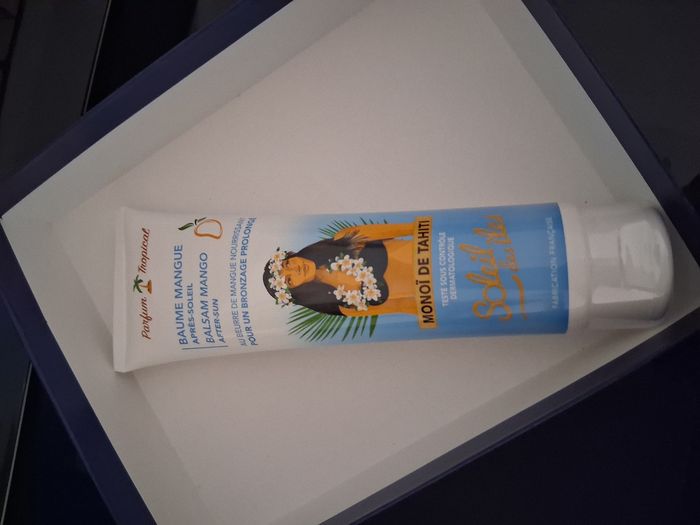 Parfum Tropical
BAUME MANGUE
APRÈS-SOLEIL
BALSAM MANGO
AFTER-SUN
AU BEURRE DE MANGUE NOURRISSANT
POUR UN BRONZAGE PROLONGÉ
MONOÏ DE TAHITI
TESTÉ SOUS CONTRÔLE
DERMATOLOGIQUE
Soleil
des îles
FABRICATION FRANÇAISE